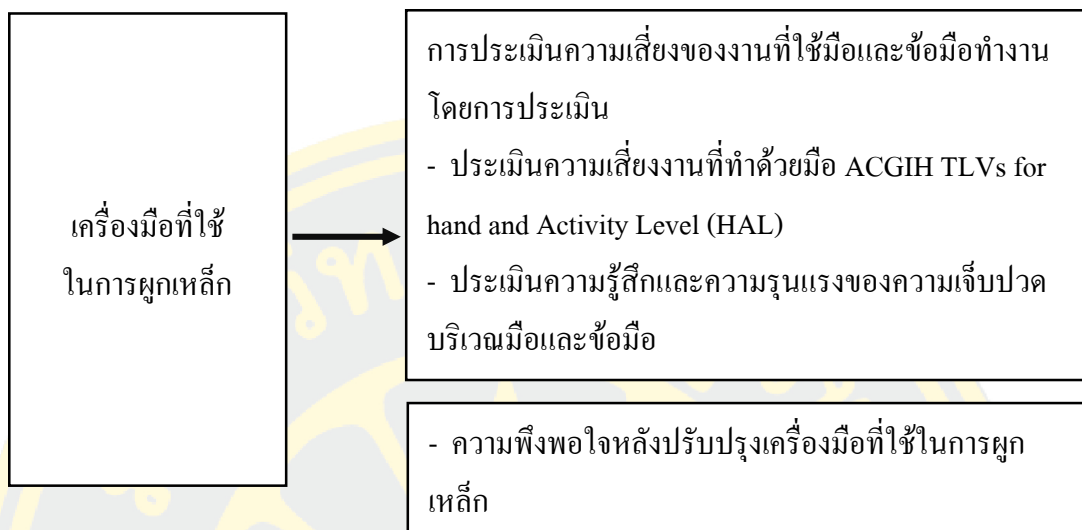 เครื่องมือที่ใช้
ในการผูกเหล็ก
การประเมินความเสี่ยงของงานที่ใช้มือและข้อมือทำงาน
โดยการประเมิน
- ประเมินความเสี่ยงงานที่ทำด้วยมือ ACGIH TLVs for
hand and Activity Level (HAL)
- ประเมินความรู้สึกและความรุนแรงของความเจ็บปวด
บริเวณมือและข้อมือ
- ความพึงพอใจหลังปรับปรุงเครื่องมือที่ใช้ในการผูก
เหล็ก